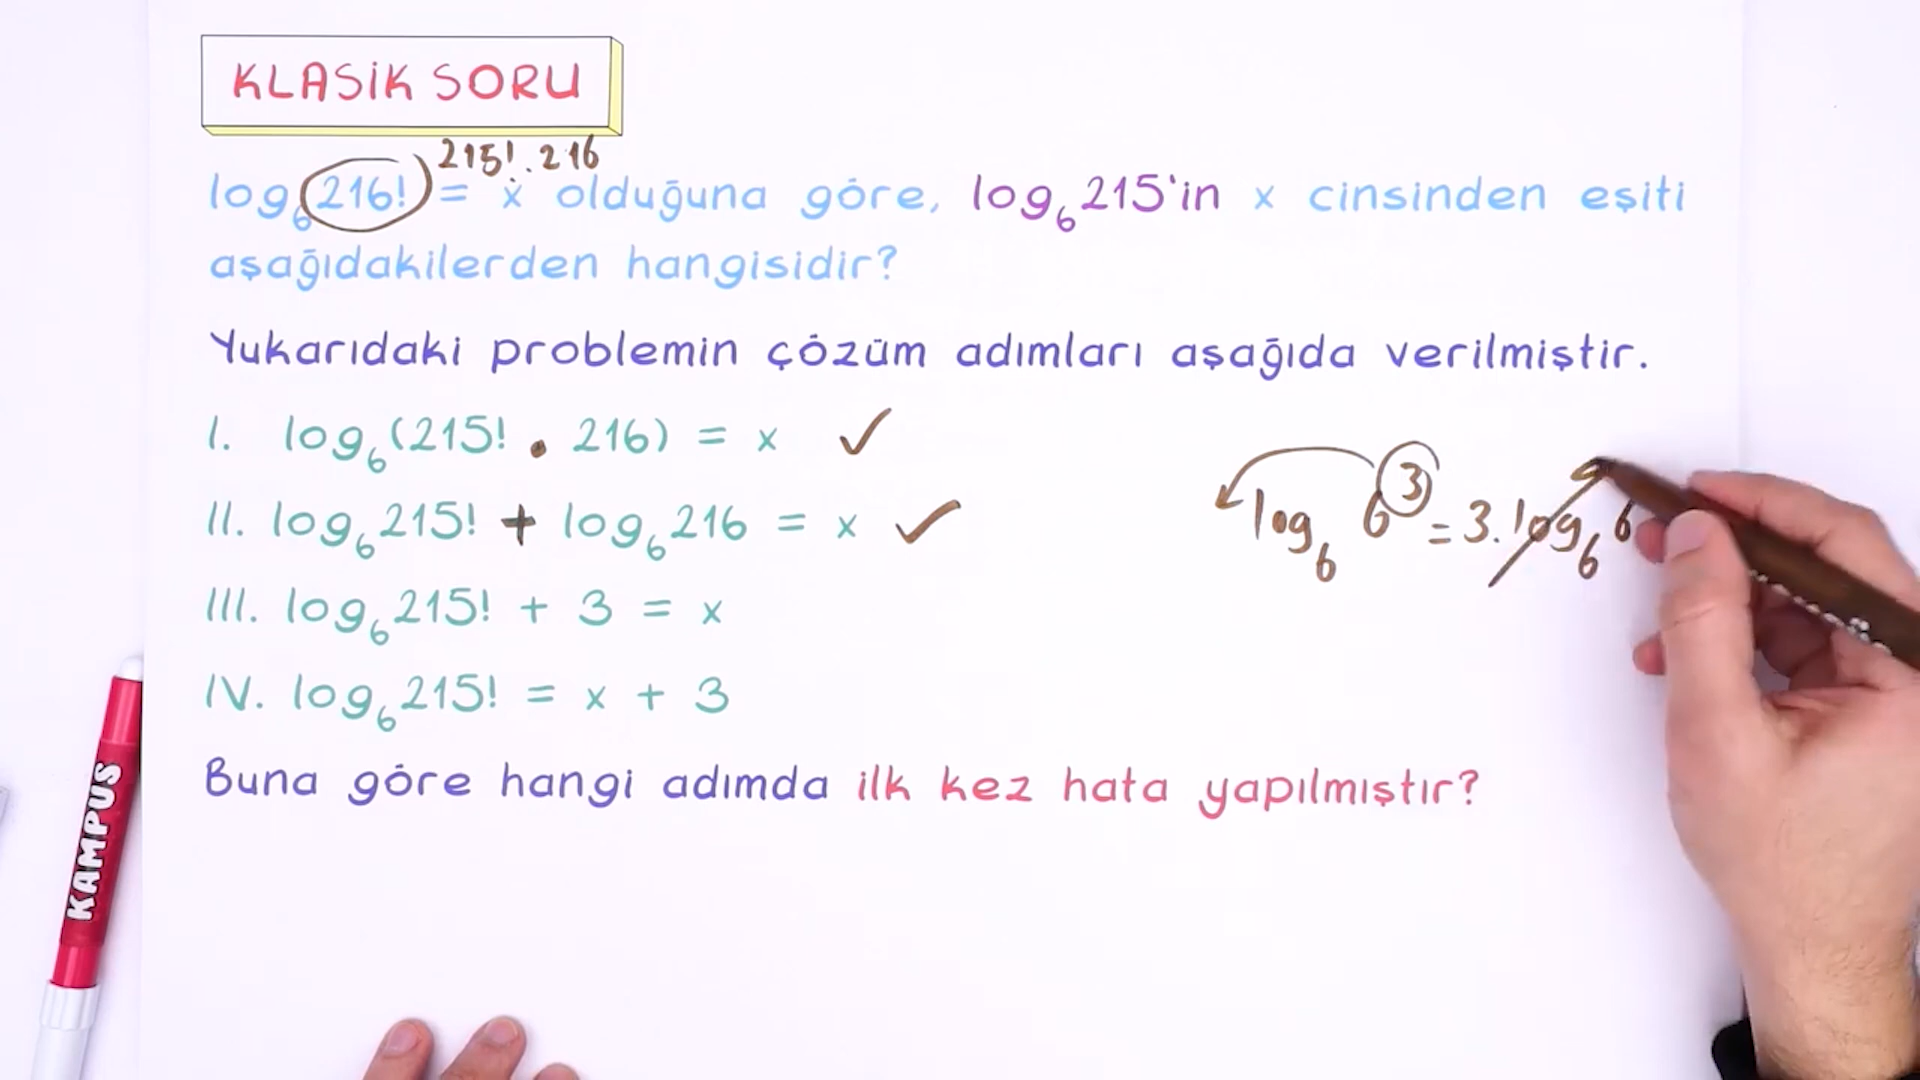 KLASİK SORU
215! . 216
log₆216! = x olduğuna göre, log₆215'in x cinsinden eşiti
aşağıdakilerden hangisidir?
Yukarıdaki problemin çözüm adımları aşağıda verilmiştir.
I. log₆(215! . 216) = x ✓
II. log₆215! + log₆216 = x ✓
log₆ 6³ = 3. log₆ 6
III. log₆215! + 3 = x
IV. log₆215! = x + 3
Buna göre hangi adımda ilk kez hata yapılmıştır?
KAMPUS